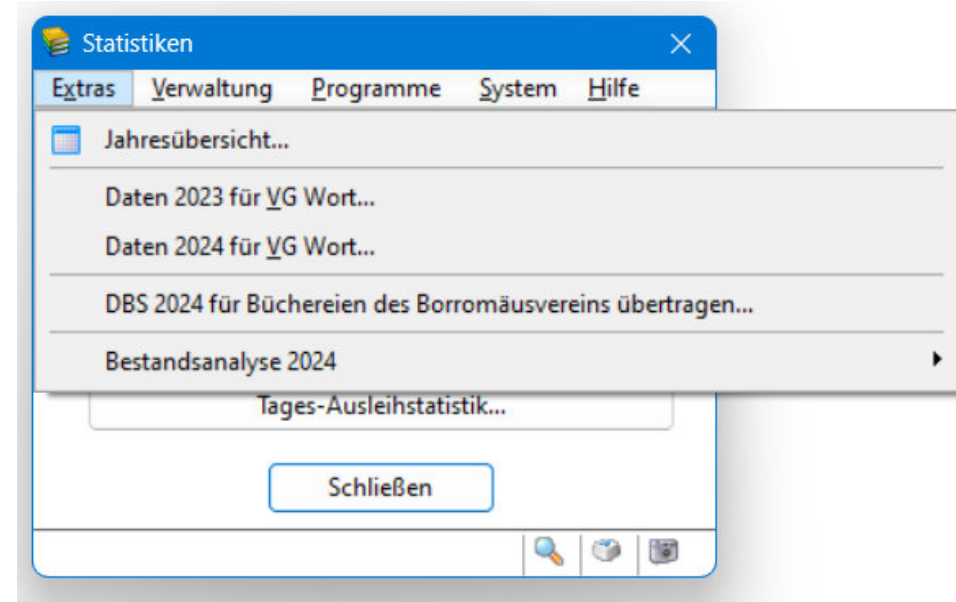 Statistiken
Extras Verwaltung Programme System Hilfe
Jahresübersicht...
Daten 2023 für VG Wort...
Daten 2024 für VG Wort...
DBS 2024 für Büchereien des Borromäusvereins übertragen...
Bestandsanalyse 2024
Tages-Ausleihstatistik...
Schließen